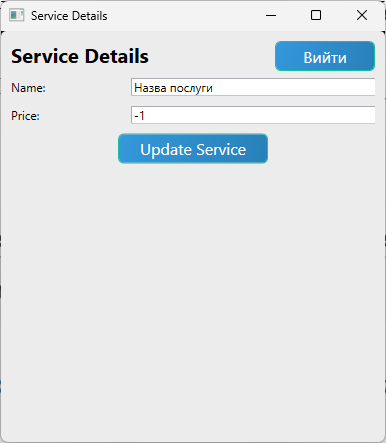 Service Details
Service Details
Вийти
Name:
Назва послуги
Price:
-1
Update Service